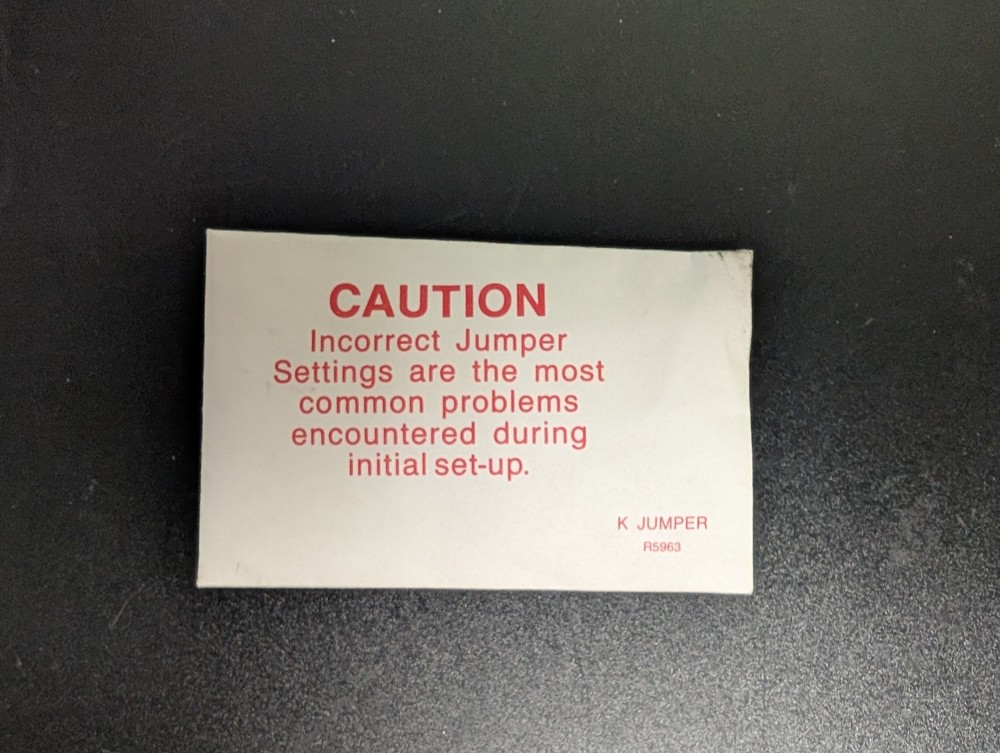 CAUTION
Incorrect Jumper
Settings are the most
common problems
encountered during
initial set-up.
K JUMPER
R5963